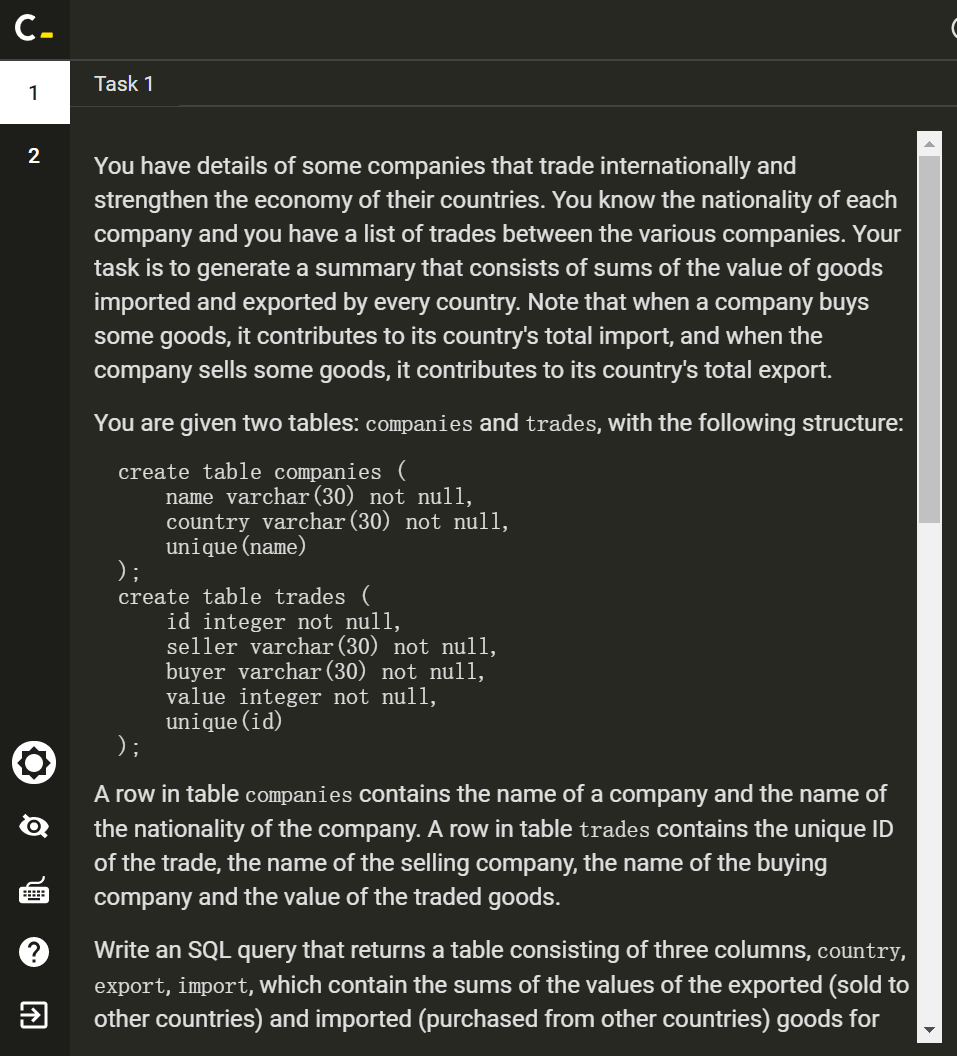 C_
1
Task 1
2
You have details of some companies that trade internationally and
strengthen the economy of their countries. You know the nationality of each
company and you have a list of trades between the various companies. Your
task is to generate a summary that consists of sums of the value of goods
imported and exported by every country. Note that when a company buys
some goods, it contributes to its country's total import, and when the
company sells some goods, it contributes to its country's total export.
You are given two tables: companies and trades, with the following structure:
create table companies (
name varchar(30) not null,
country varchar(30) not null,
unique(name)
);
create table trades (
id integer not null,
seller varchar(30) not null,
buyer varchar(30) not null,
value integer not null,
unique(id)
);
A row in table companies contains the name of a company and the name of
the nationality of the company. A row in table trades contains the unique ID
of the trade, the name of the selling company, the name of the buying
company and the value of the traded goods.
Write an SQL query that returns a table consisting of three columns, country,
export, import, which contain the sums of the values of the exported (sold to
other countries) and imported (purchased from other countries) goods for